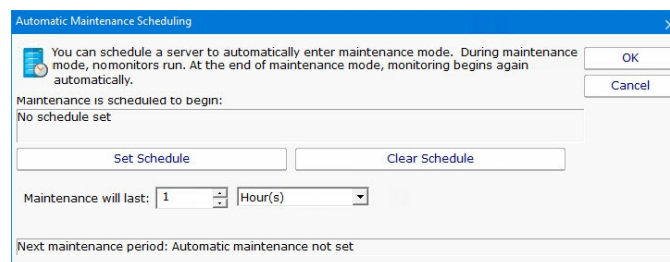 Automatic Maintenance Scheduling
You can schedule a server to automatically enter maintenance mode. During maintenance
mode, nomonitors run. At the end of maintenance mode, monitoring begins again
automatically.
OK
Cancel
Maintenance is scheduled to begin:
No schedule set
Set Schedule
Clear Schedule
Maintenance will last: 1 Hour(s)
Next maintenance period: Automatic maintenance not set